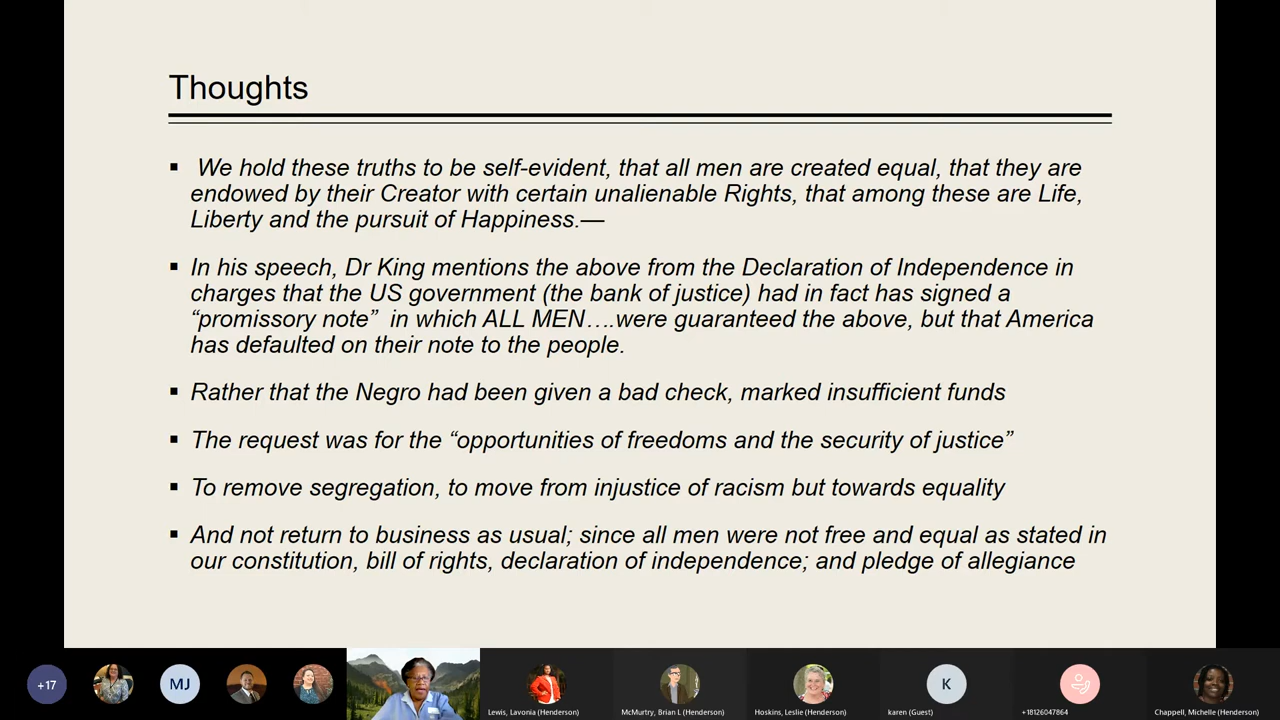 Thoughts
▪ We hold these truths to be self-evident, that all men are created equal, that they are
endowed by their Creator with certain unalienable Rights, that among these are Life,
Liberty and the pursuit of Happiness.—
▪ In his speech, Dr King mentions the above from the Declaration of Independence in
charges that the US government (the bank of justice) had in fact has signed a
“promissory note”  in which ALL MEN….were guaranteed the above, but that America
has defaulted on their note to the people.
▪ Rather that the Negro had been given a bad check, marked insufficient funds
▪ The request was for the “opportunities of freedoms and the security of justice”
▪ To remove segregation, to move from injustice of racism but towards equality
▪ And not return to business as usual; since all men were not free and equal as stated in
our constitution, bill of rights, declaration of independence; and pledge of allegiance
+17
MJ
K
Lewis, Lavonia (Henderson)
McMurtry, Brian L (Henderson)
Hoskins, Leslie (Henderson)
karen (Guest)
+18126047864
Chappell, Michelle (Henderson)